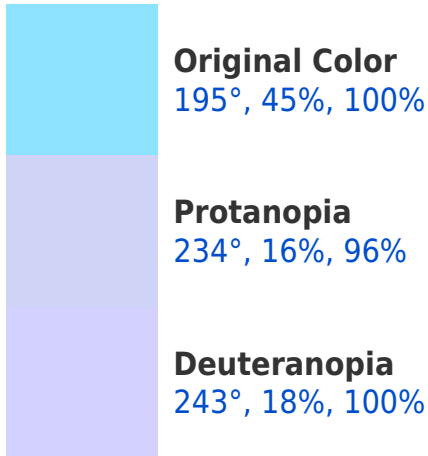 Original Color
195°, 45%, 100%
Protanopia
234°, 16%, 96%
Deuteranopia
243°, 18%, 100%